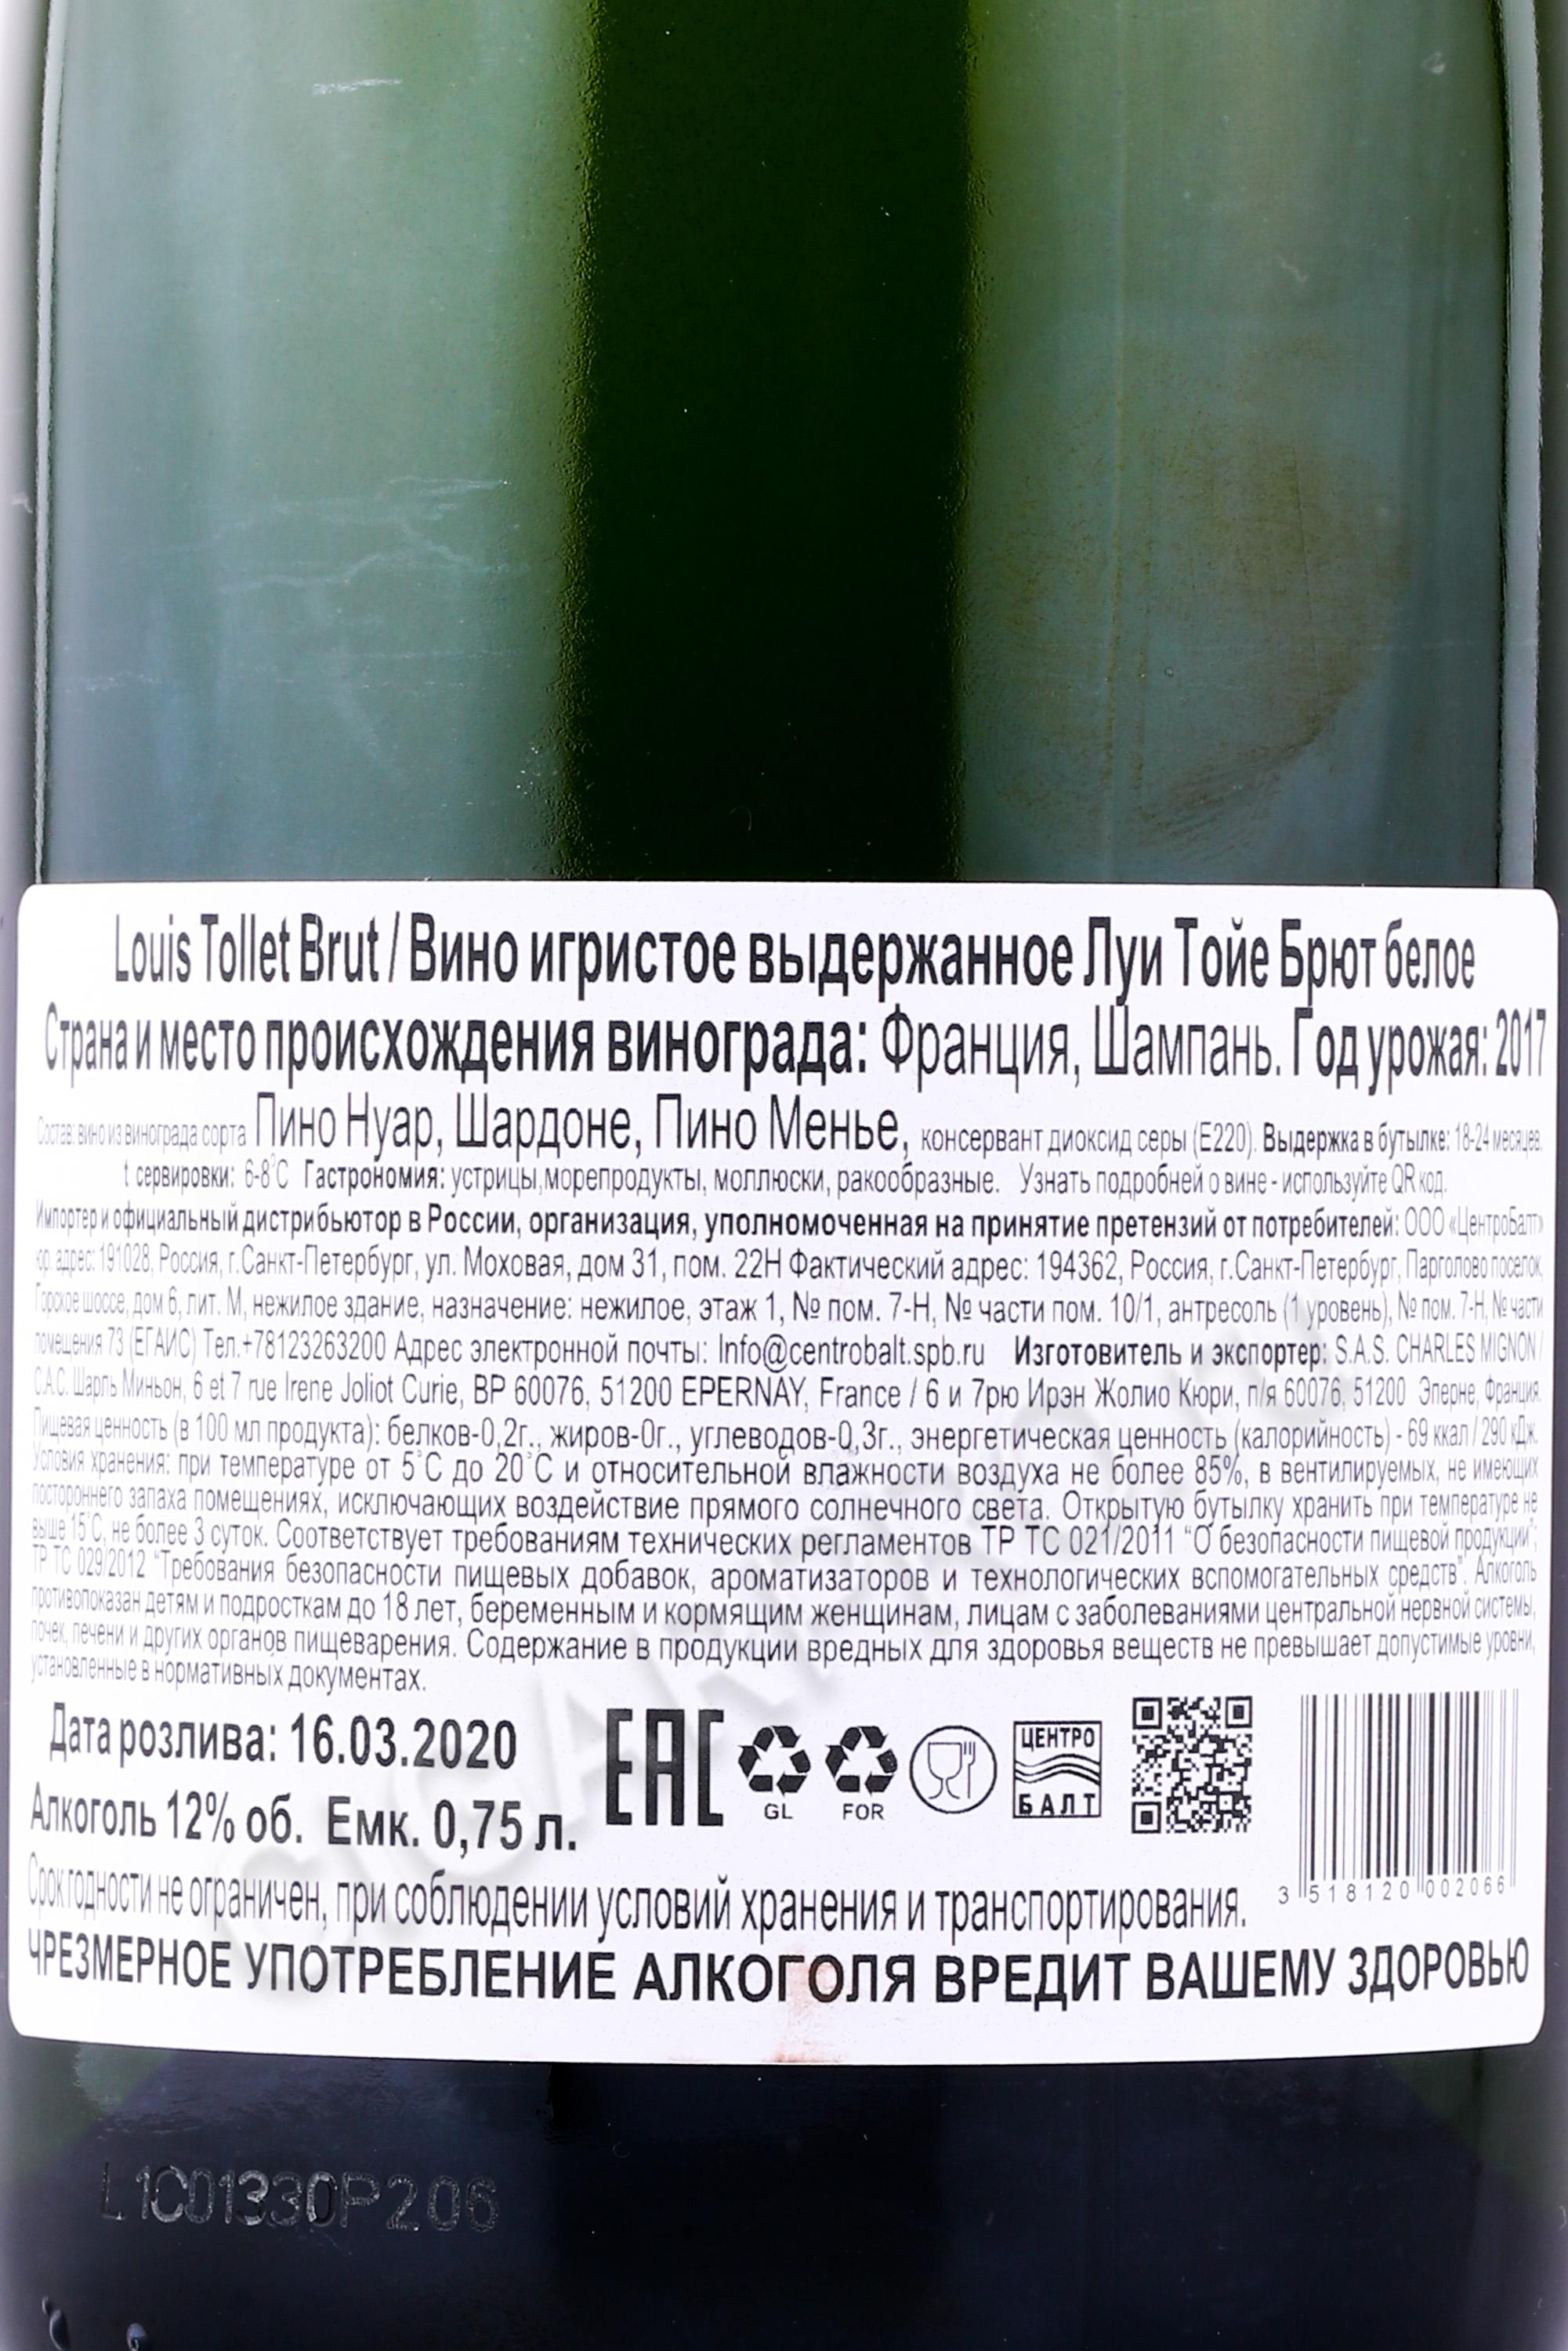 Louis Tollet Brut / Вино игристое выдержанное Луи Тойе Брют белое
Страна и место происхождения винограда: Франция, Шампань. Год урожая: 2017
Состав: вино из винограда сорта Пино Нуар, Шардоне, Пино Менье, консервант диоксид серы (Е220). Выдержка в бутылке: 18-24 месяцев.
t сервировки: 6-8°С Гастрономия: устрицы,морепродукты, моллюски, ракообразные. Узнать подробней о вине - используйте QR код.
Импортер и официальный дистрибьютор в России, организация, уполномоченная на принятие претензий от потребителей: ООО «ЦентроБалт»
юр. адрес: 191028, Россия, г.Санкт-Петербург, ул. Моховая, дом 31, пом. 22Н Фактический адрес: 194362, Россия, г.Санкт-Петербург, Парголово поселок,
Горское шоссе, дом 6, лит. М, нежилое здание, назначение: нежилое, этаж 1, № пом. 7-Н, № части пом. 10/1, антресоль (1 уровень), № пом. 7-Н, № части
помещения 73 (ЕГАИС) Тел.+78123263200 Адрес электронной почты: Info@centrobalt.spb.ru Изготовитель и экспортер: S.A.S. CHARLES MIGNON /
С.А.С. Шарль Миньон, 6 et 7 rue Irene Joliot Curie, BP 60076, 51200 EPERNAY, France / 6 и 7рю Ирэн Жолио Кюри, п/я 60076, 51200 Эперне, Франция.
Пищевая ценность (в 100 мл продукта): белков-0,2г., жиров-0г., углеводов-0,3г., энергетическая ценность (калорийность) - 69 ккал / 290 кДж.
Условия хранения: при температуре от 5°С до 20°С и относительной влажности воздуха не более 85%, в вентилируемых, не имеющих
постороннего запаха помещениях, исключающих воздействие прямого солнечного света. Открытую бутылку хранить при температуре не
выше 15°С, не более 3 суток. Соответствует требованиям технических регламентов ТР ТС 021/2011 "О безопасности пищевой продукции";
ТР ТС 029/2012 "Требования безопасности пищевых добавок, ароматизаторов и технологических вспомогательных средств". Алкоголь
противопоказан детям и подросткам до 18 лет, беременным и кормящим женщинам, лицам с заболеваниями центральной нервной системы,
почек, печени и других органов пищеварения. Содержание в продукции вредных для здоровья веществ не превышает допустимые уровни,
установленные в нормативных документах.
Дата розлива: 16.03.2020
Алкоголь 12% об. Емк. 0,75 л.
EAC
GL
FOR
ЦЕНТРО
БАЛТ
3 518120 002066
Срок годности не ограничен, при соблюдении условий хранения и транспортирования.
ЧРЕЗМЕРНОЕ УПОТРЕБЛЕНИЕ АЛКОГОЛЯ ВРЕДИТ ВАШЕМУ ЗДОРОВЬЮ
L1C01330P206
CIGARPRO.RU